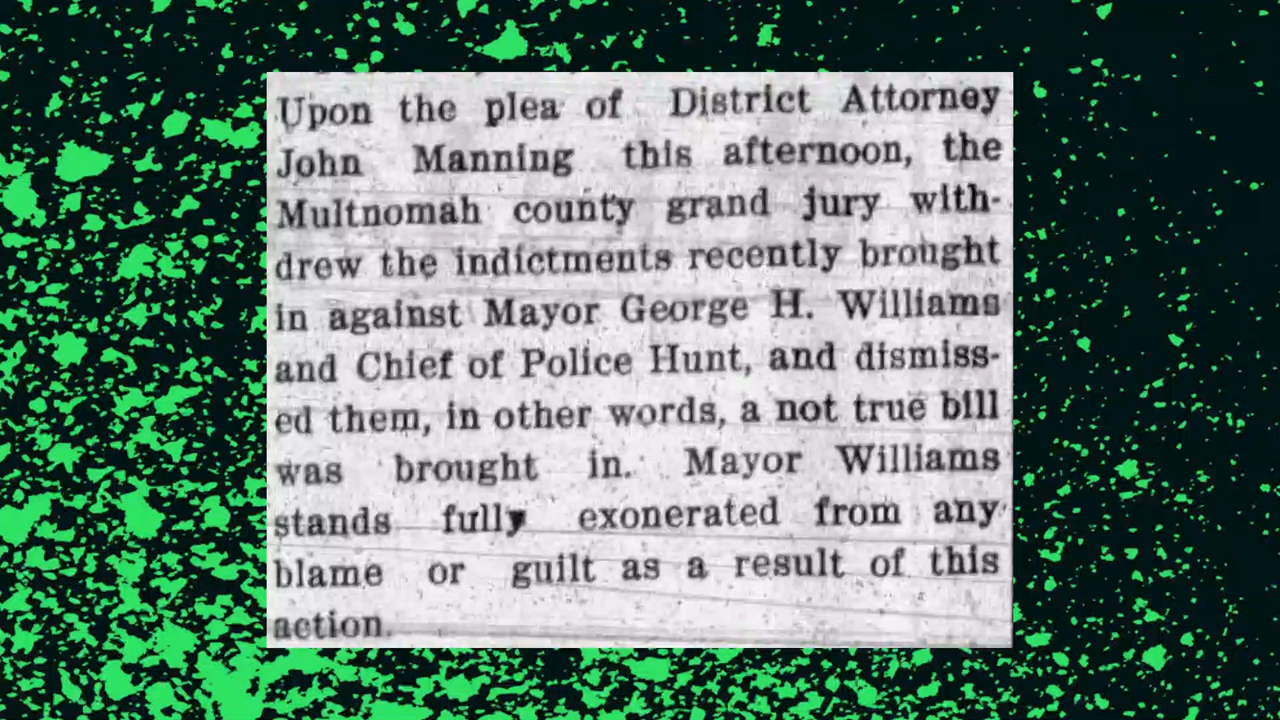 Upon the plea of District Attorney
John Manning this afternoon, the
Multnomah county grand jury with-
drew the indictments recently brought
in against Mayor George H. Williams
and Chief of Police Hunt, and dismiss-
ed them, in other words, a not true bill
was brought in. Mayor Williams
stands fully exonerated from any
blame or guilt as a result of this
action.